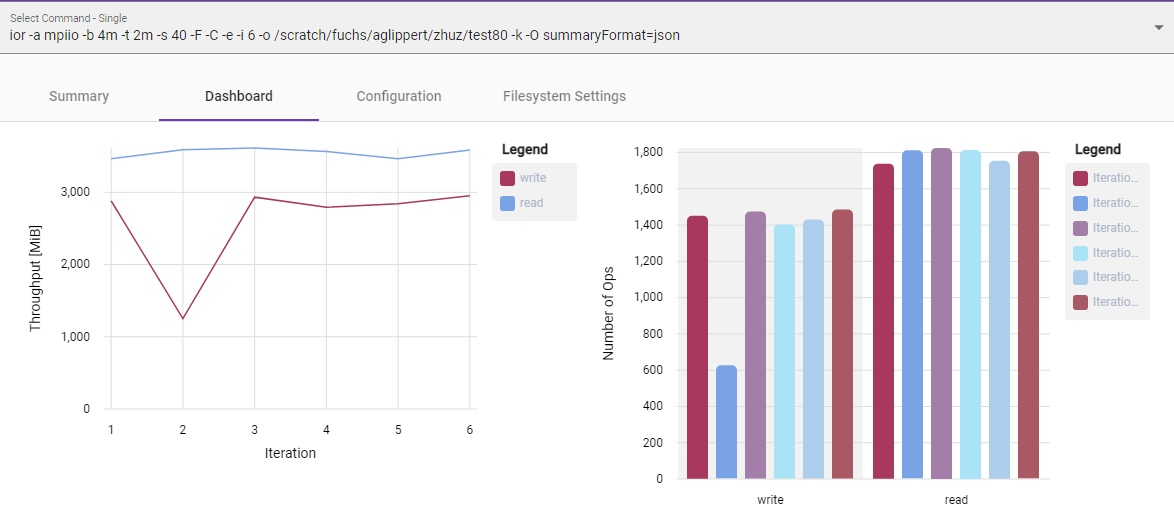 Select Command - Single
ior -a mpiio -b 4m -t 2m -s 40 -F -C -e -i 6 -o /scratch/fuchs/aglippert/zhuz/test80 -k -O summaryFormat=json
Summary
Dashboard
Configuration
Filesystem Settings
Throughput [MiB]
3,000
2,000
1,000
0
1
2
3
4
5
6
Iteration
Legend
write
read
Number of Ops
1,800
1,600
1,400
1,200
1,000
800
600
400
200
0
write
read
Legend
Iteratio...
Iteratio...
Iteratio...
Iteratio...
Iteratio...
Iteratio...